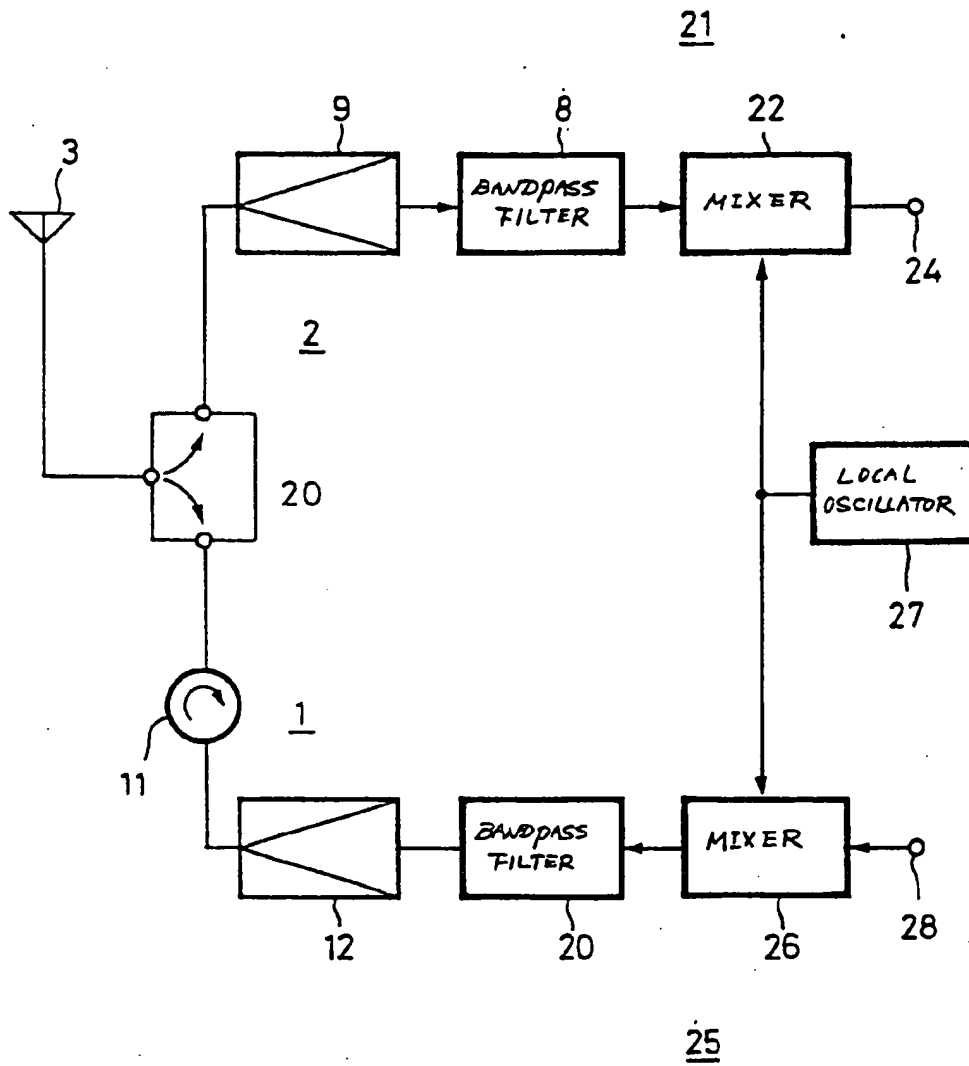 21
9
8
22
3
BANDPASS
FILTER
MIXER
24
2
20
LOCAL
OSCILLATOR
27
1
11
BANDPASS
FILTER
MIXER
12
20
26
28
25